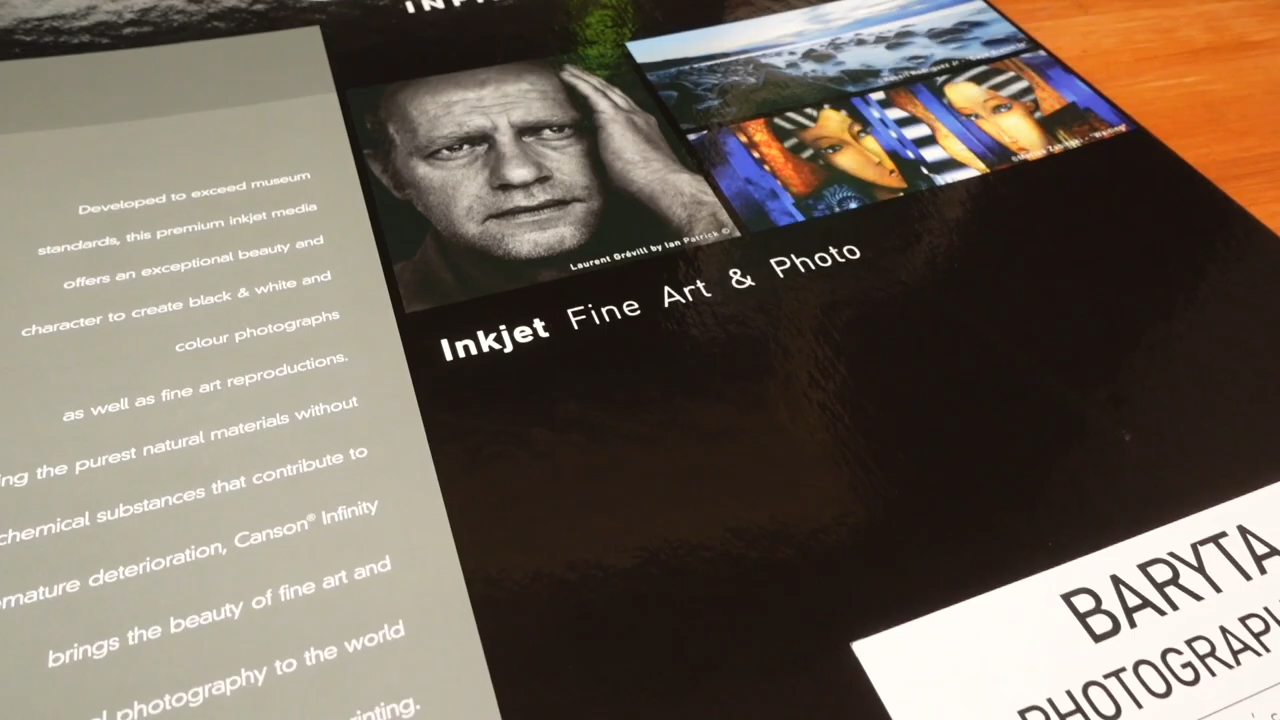 Developed to exceed museum
standards, this premium inkjet media
offers an exceptional beauty and
character to create black & white and
colour photographs
as well as fine art reproductions.
the purest natural materials without
chemical substances that contribute to
deterioration, Canson® Infinity
brings the beauty of fine art and
photography to the world
Laurent Grévill by Ian Patrick ©
Inkjet Fine Art & Photo
BARYTA